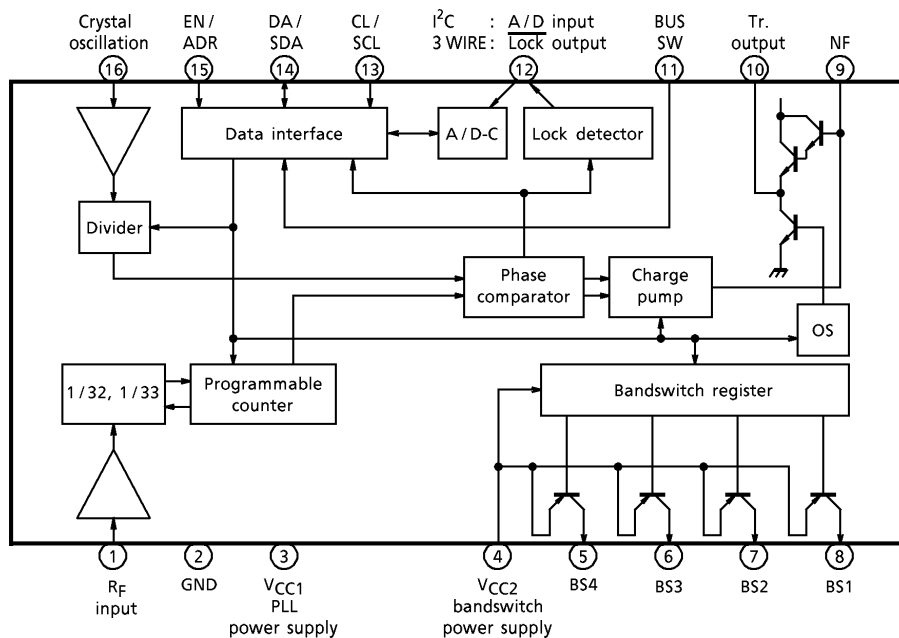 Crystal oscillation
EN / ADR
DA / SDA
CL / SCL
I²C : A / D input
3 WIRE : L̅o̅c̅k̅ output
BUS SW
Tr. output
NF
16
15
14
13
12
11
10
9
Data interface
A / D-C
Lock detector
Divider
Phase comparator
Charge pump
OS
1 / 32, 1 / 33
Programmable counter
Bandswitch register
1
2
3
4
5
6
7
8
RF input
GND
VCC1 PLL power supply
VCC2 bandswitch power supply
BS4
BS3
BS2
BS1